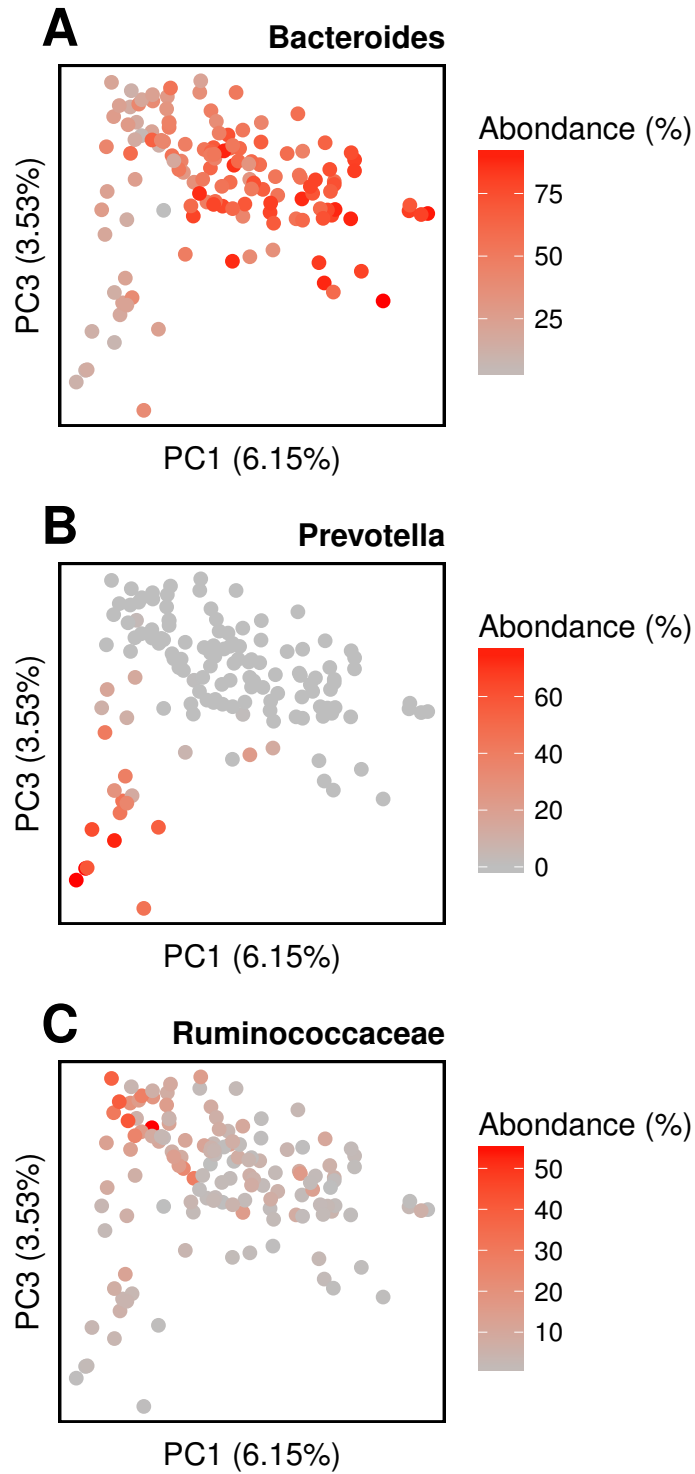 A
Bacteroides
Abondance (%)
75
50
25
PC3 (3.53%)
PC1 (6.15%)
B
Prevotella
Abondance (%)
60
40
20
0
PC3 (3.53%)
PC1 (6.15%)
C
Ruminococcaceae
Abondance (%)
50
40
30
20
10
PC3 (3.53%)
PC1 (6.15%)